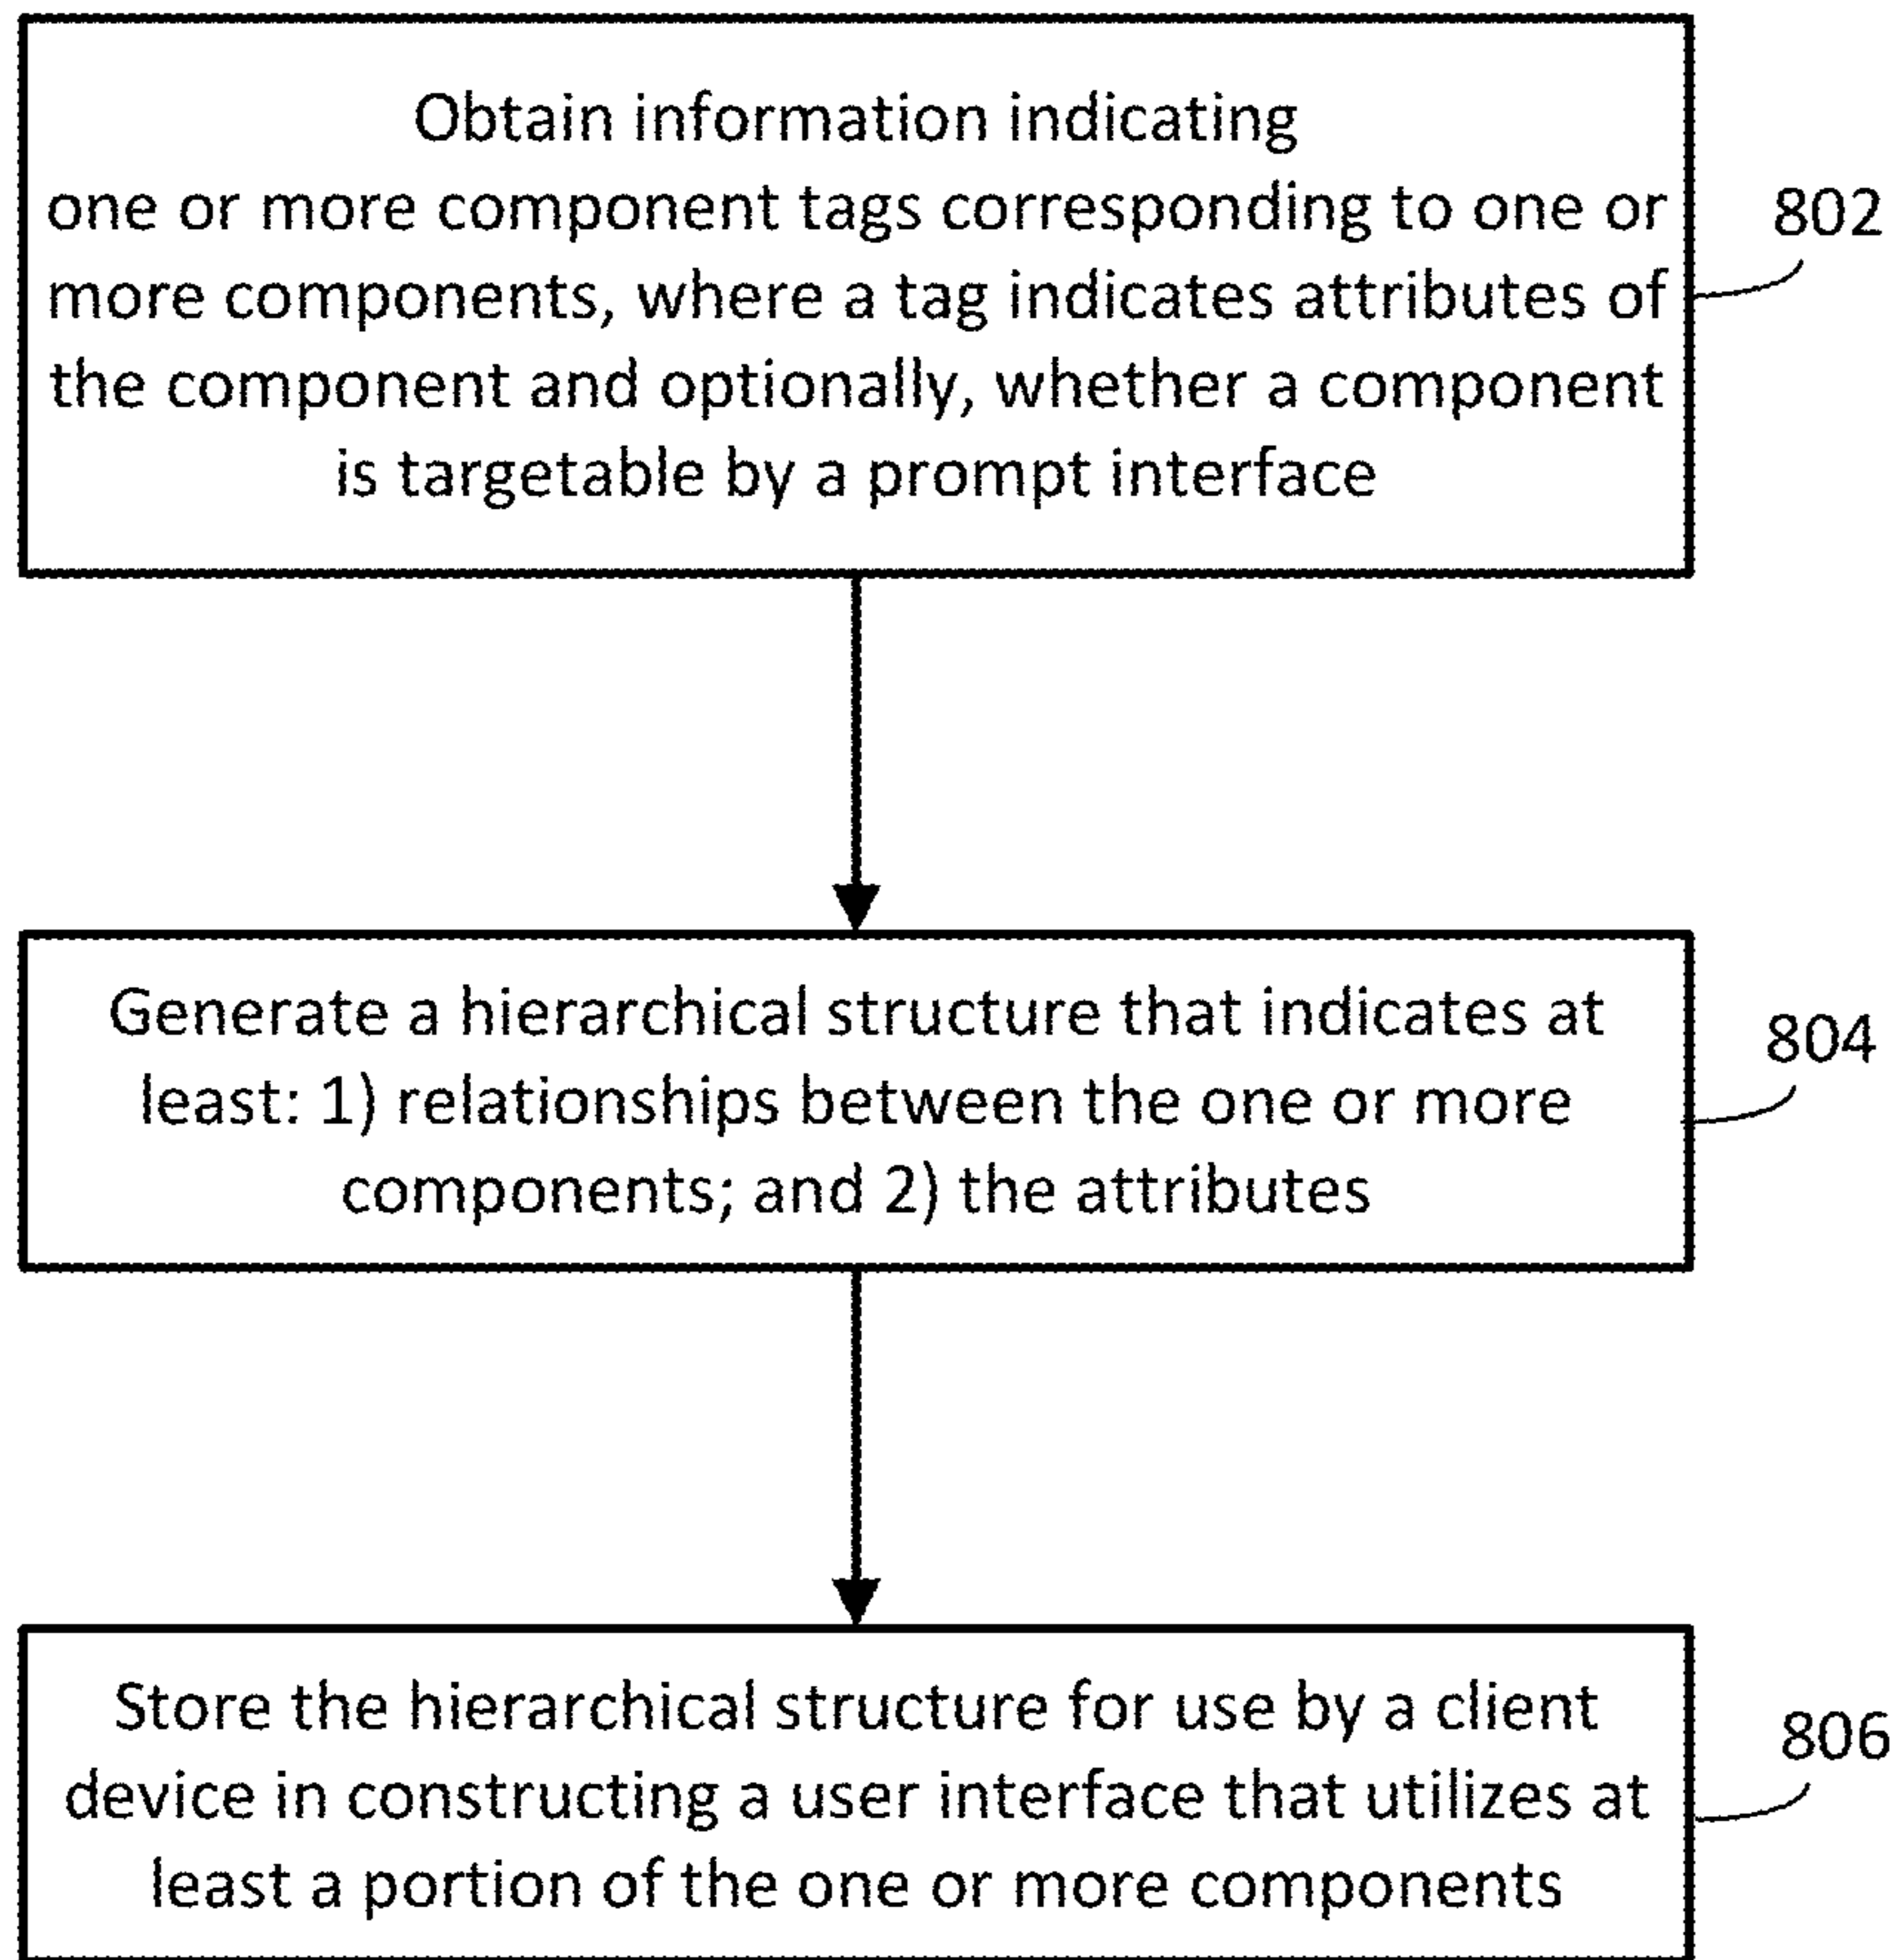 Obtain information indicating
one or more component tags corresponding to one or
more components, where a tag indicates attributes of
the component and optionally, whether a component
is targetable by a prompt interface
802
Generate a hierarchical structure that indicates at
least: 1) relationships between the one or more
components; and 2) the attributes
804
Store the hierarchical structure for use by a client
device in constructing a user interface that utilizes at
least a portion of the one or more components
806